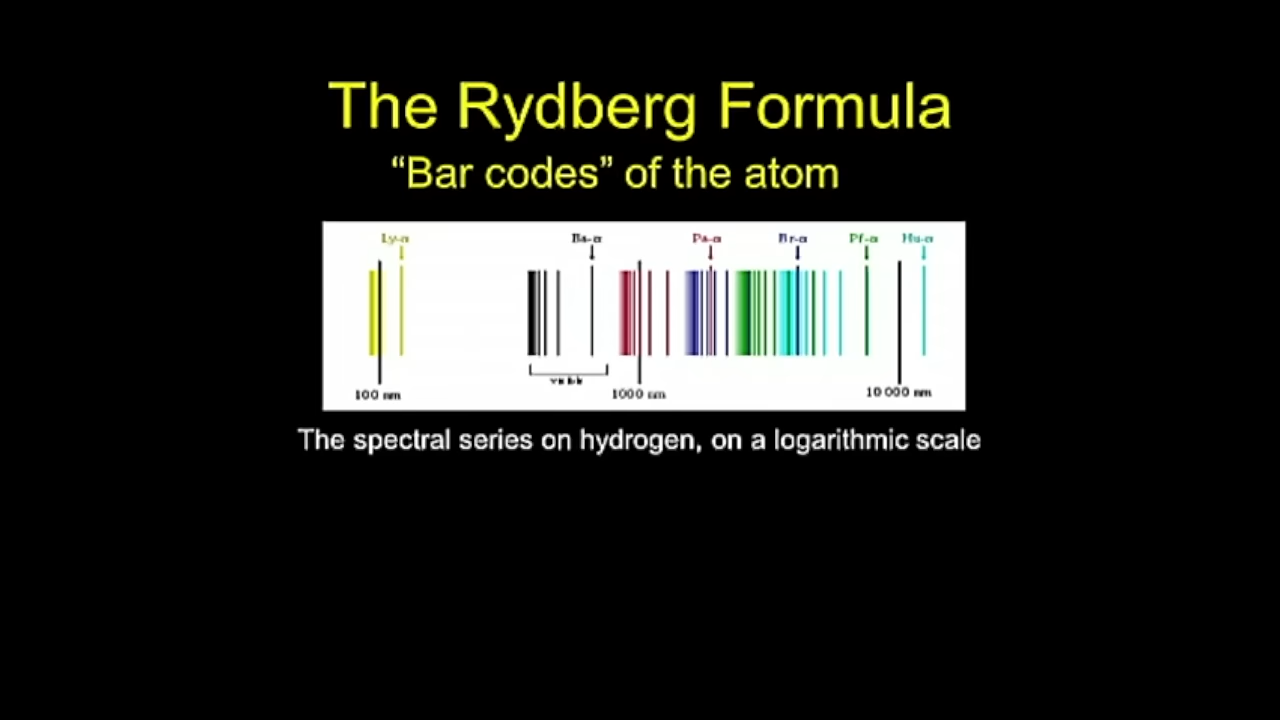 The Rydberg Formula
“Bar codes” of the atom
Ly-α Ba-α Pa-α Br-α Pf-α Hu-α
100 nm 1000 nm 10 000 nm
The spectral series on hydrogen, on a logarithmic scale